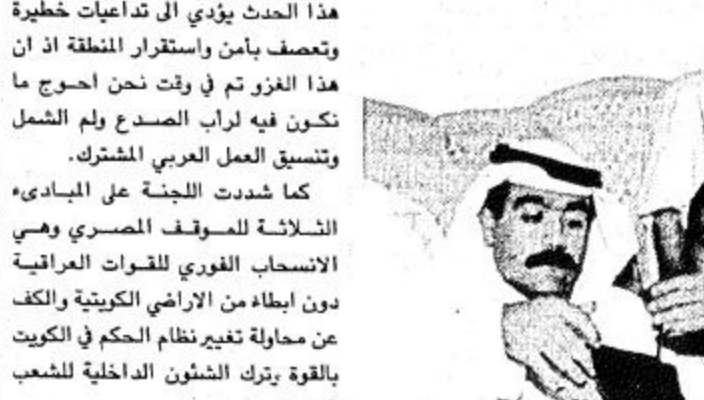 هذا الحدث يؤدي الى تداعيات خطيرة
وتعصف بأمن واستقرار المنطقة اذ ان
هذا الغزو تم في وقت نحن احوج ما
نكون فيه لراب الصدع ولم الشمل
وتنسيق العمل العربي المشترك.
كما شددت اللجنة على المبادىء
الثلاثة للموقف المصري وهي
الانسحاب الفوري للقوات العراقية
دون ابطاء من الاراضي الكويتية والكف
عن محاولة تغيير نظام الحكم في الكويت
بالقوة وترك الشئون الداخلية للشعب